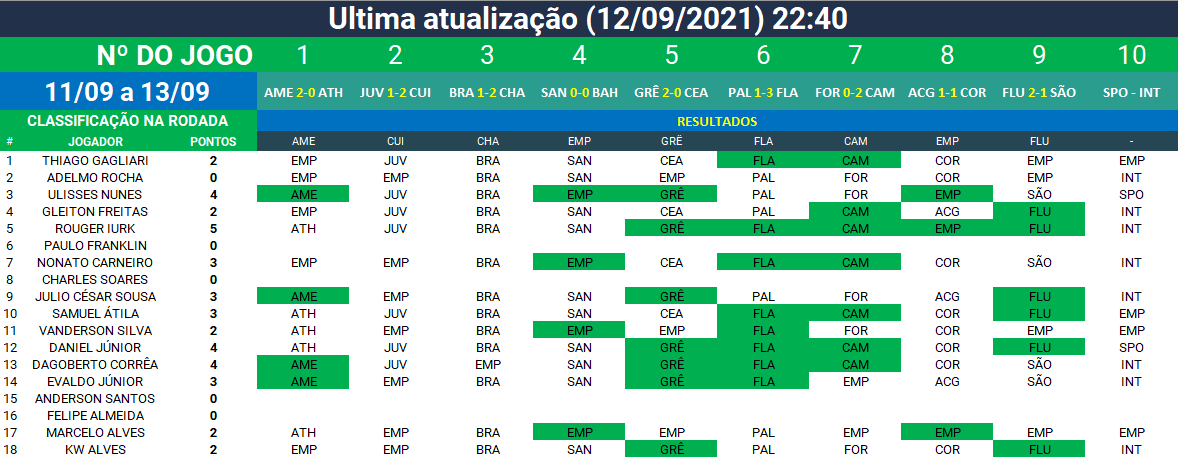 Ultima atualização (12/09/2021) 22:40
Nº DO JOGO 1 2 3 4 5 6 7 8 9 10
11/09 a 13/09 AME 2-0 ATH JUV 1-2 CUI BRA 1-2 CHA SAN 0-0 BAH GRÊ 2-0 CEA PAL 1-3 FLA FOR 0-2 CAM ACG 1-1 COR FLU 2-1 SÃO SPO - INT
CLASSIFICAÇÃO NA RODADA RESULTADOS
# JOGADOR PONTOS AME CUI CHA EMP GRÊ FLA CAM EMP FLU -
1 THIAGO GAGLIARI 2 EMP JUV BRA SAN CEA FLA CAM COR EMP EMP
2 ADELMO ROCHA 0 EMP EMP BRA SAN EMP PAL FOR COR EMP INT
3 ULISSES NUNES 4 AME JUV BRA EMP GRÊ PAL FOR EMP SÃO SPO
4 GLEITON FREITAS 2 EMP JUV BRA SAN CEA PAL CAM ACG FLU INT
5 ROUGER IURK 5 ATH JUV BRA SAN GRÊ FLA CAM EMP FLU INT
6 PAULO FRANKLIN 0
7 NONATO CARNEIRO 3 EMP EMP BRA EMP CEA FLA CAM COR SÃO INT
8 CHARLES SOARES 0
9 JULIO CÉSAR SOUSA 3 AME EMP BRA SAN GRÊ PAL FOR ACG FLU INT
10 SAMUEL ÁTILA 3 ATH JUV BRA SAN CEA FLA CAM COR FLU EMP
11 VANDERSON SILVA 2 ATH EMP BRA EMP EMP FLA FOR COR EMP EMP
12 DANIEL JÚNIOR 4 ATH JUV BRA SAN GRÊ FLA CAM COR FLU SPO
13 DAGOBERTO CORRÊA 4 AME JUV EMP SAN GRÊ FLA CAM COR SÃO INT
14 EVALDO JÚNIOR 3 AME EMP BRA SAN GRÊ FLA EMP ACG SÃO INT
15 ANDERSON SANTOS 0
16 FELIPE ALMEIDA 0
17 MARCELO ALVES 2 ATH EMP BRA EMP EMP PAL EMP EMP EMP EMP
18 KW ALVES 2 EMP EMP BRA SAN GRÊ PAL FOR COR FLU INT